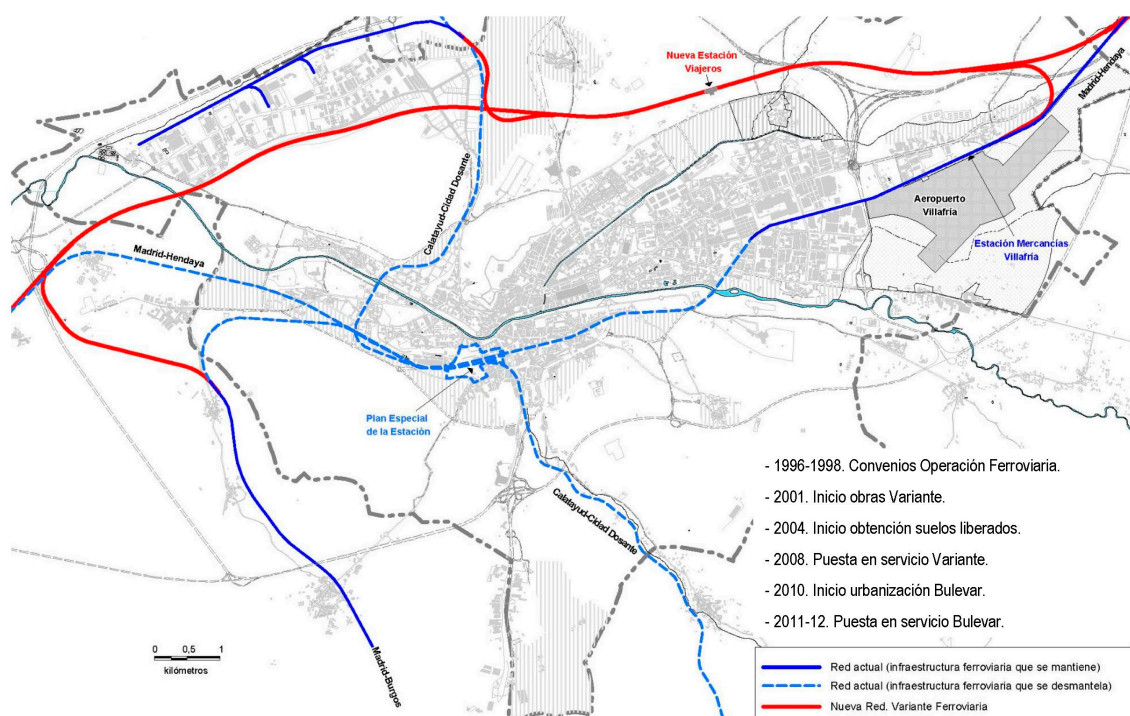 Nueva Estación
Viajeros
Madrid-Hendaya
Calatayud-Cidad Dosante
Aeropuerto
Villafría
Madrid-Hendaya
Estación Mercancías
Villafría
Plan Especial
de la Estación
- 1996-1998. Convenios Operación Ferroviaria.
- 2001. Inicio obras Variante.
- 2004. Inicio obtención suelos liberados.
- 2008. Puesta en servicio Variante.
- 2010. Inicio urbanización Bulevar.
- 2011-12. Puesta en servicio Bulevar.
Calatayud-Cidad Dosante
Madrid-Burgos
0 0,5 1
kilómetros
Red actual (infraestructura ferroviaria que se mantiene)
Red actual (infraestructura ferroviaria que se desmantela)
Nueva Red. Variante Ferroviaria